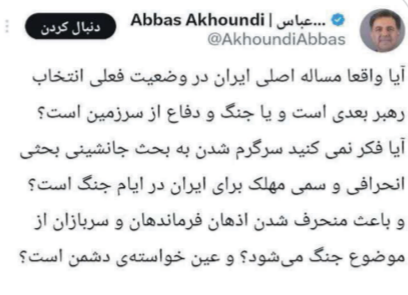 Abbas Akhoundi | عباس...
@AkhoundiAbbas
دنبال کردن
آیا واقعا مساله اصلی ایران در وضعیت فعلی انتخاب
رهبر بعدی است و یا جنگ و دفاع از سرزمین است؟
آیا فکر نمی کنید سرگرم شدن به بحث جانشینی بحثی
انحرافی و سمی مهلک برای ایران در ایام جنگ است؟
و باعث منحرف شدن اذهان فرماندهان و سربازان از
موضوع جنگ می‌شود؟ و عین خواسته‌ی دشمن است؟